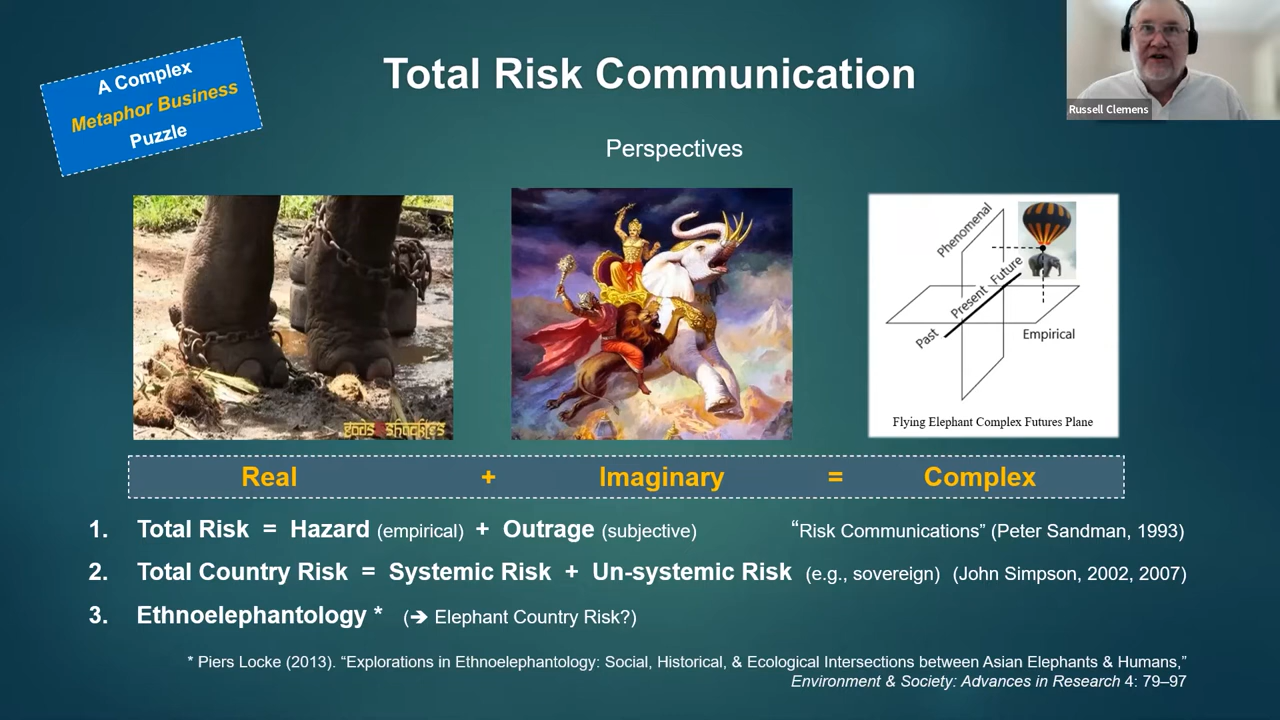 A Complex
Metaphor Business
Puzzle
Total Risk Communication
Russell Clemens
Perspectives
gods shackles
Phenomenal
Past Present Future
Empirical
Flying Elephant Complex Futures Plane
Real + Imaginary = Complex
1. Total Risk = Hazard (empirical) + Outrage (subjective) “Risk Communications” (Peter Sandman, 1993)
2. Total Country Risk = Systemic Risk + Un-systemic Risk (e.g., sovereign) (John Simpson, 2002, 2007)
3. Ethnoelephantology * (➔ Elephant Country Risk?)
* Piers Locke (2013). “Explorations in Ethnoelephantology: Social, Historical, & Ecological Intersections between Asian Elephants & Humans,”
Environment & Society: Advances in Research 4: 79–97